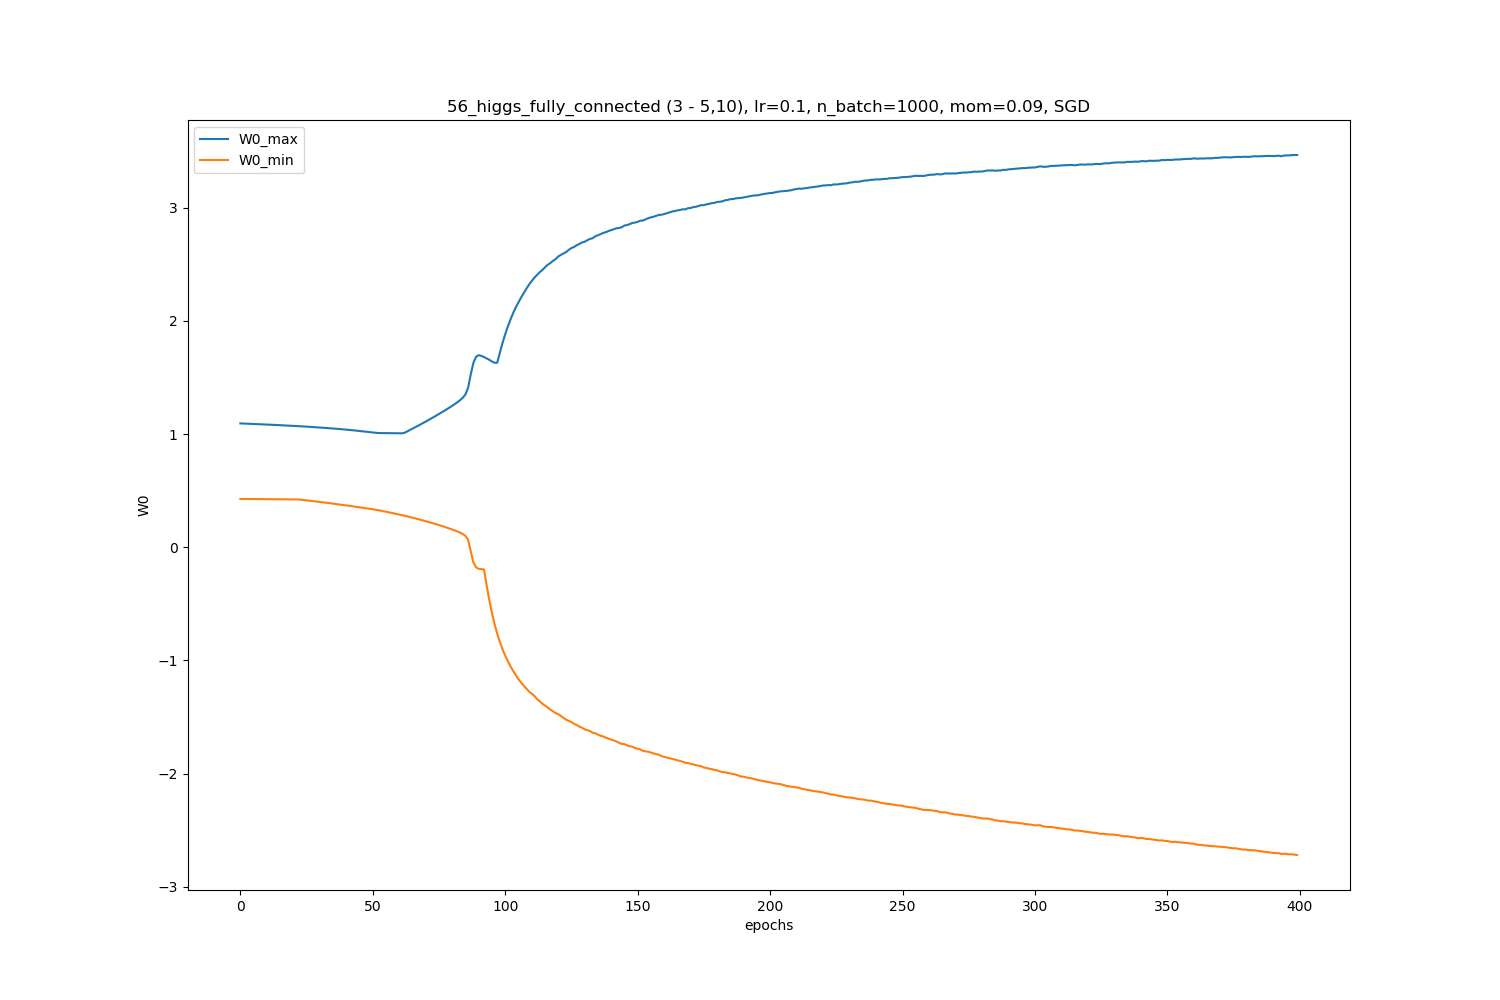 56_higgs_fully_connected (3 - 5,10), lr=0.1, n_batch=1000, mom=0.09, SGD
W0_max
W0_min
3
2
1
0
−1
−2
−3
W0
0 50 100 150 200 250 300 350 400
epochs